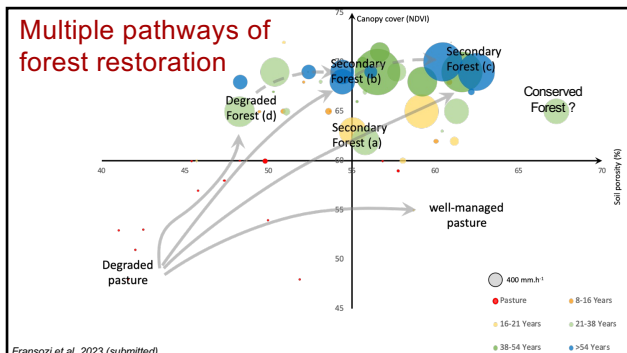 Multiple pathways of
forest restoration
Canopy cover (NDVI)
75
70
65
60
55
50
45
40
45
50
55
60
65
70
Soil porosity (%)
Secondary
Forest (b)
Secondary
Forest (c)
Degraded
Forest (d)
Secondary
Forest (a)
Conserved
Forest ?
well-managed
pasture
Degraded
pasture
400 mm.h⁻¹
Pasture
8-16 Years
16-21 Years
21-38 Years
38-54 Years
>54 Years
Fransozi et al. 2023 (submitted)